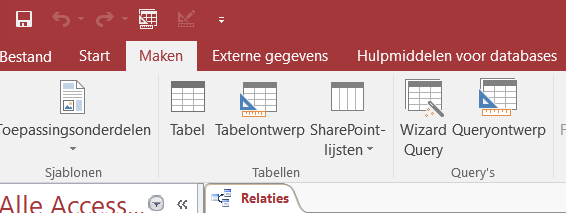 Bestand Start Maken Externe gegevens Hulpmiddelen voor databases
Toepassingsonderdelen Tabel Tabelontwerp SharePoint-
lijsten Wizard
Query Queryontwerp
Sjablonen Tabellen Query's
Alle Access... Relaties